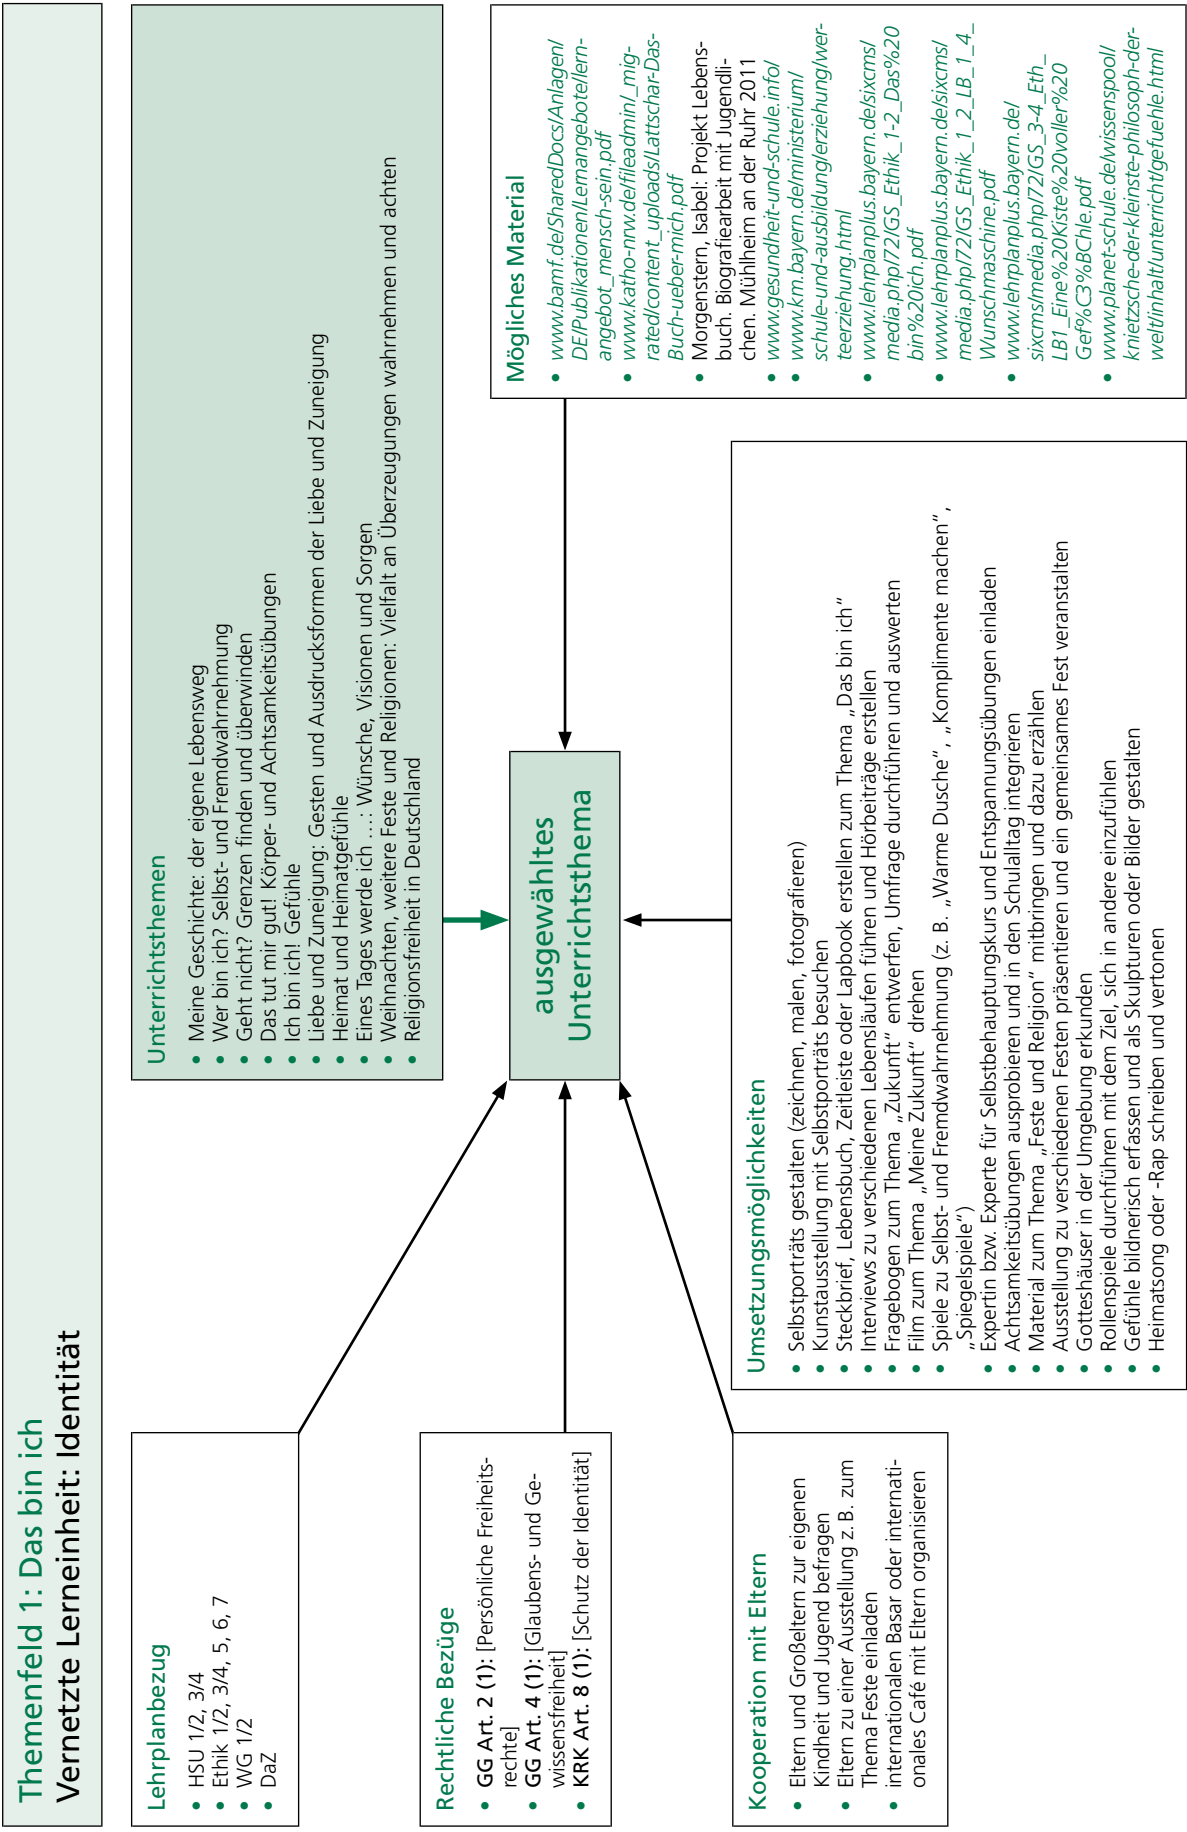 Themenfeld 1: Das bin ich
Vernetzte Lerneinheit: Identität
Lehrplanbezug
• HSU 1/2, 3/4
• Ethik 1/2, 3/4, 5, 6, 7
• WG 1/2
• DaZ
Rechtliche Bezüge
• GG Art. 2 (1): [Persönliche Freiheits-
rechte]
• GG Art. 4 (1): [Glaubens- und Ge-
wissensfreiheit]
• KRK Art. 8 (1): [Schutz der Identität]
Kooperation mit Eltern
• Eltern und Großeltern zur eigenen
Kindheit und Jugend befragen
• Eltern zu einer Ausstellung z. B. zum
Thema Feste einladen
• internationalen Basar oder internati-
onales Café mit Eltern organisieren
Unterrichtsthemen
• Meine Geschichte: der eigene Lebensweg
• Wer bin ich? Selbst- und Fremdwahrnehmung
• Geht nicht? Grenzen finden und überwinden
• Das tut mir gut! Körper- und Achtsamkeitsübungen
• Ich bin ich! Gefühle
• Liebe und Zuneigung: Gesten und Ausdrucksformen der Liebe und Zuneigung
• Heimat und Heimatgefühle
• Eines Tages werde ich …: Wünsche, Visionen und Sorgen
• Weihnachten, weitere Feste und Religionen: Vielfalt an Überzeugungen wahrnehmen und achten
• Religionsfreiheit in Deutschland
ausgewähltes
Unterrichtsthema
Umsetzungsmöglichkeiten
• Selbstporträts gestalten (zeichnen, malen, fotografieren)
• Kunstausstellung mit Selbstporträts besuchen
• Steckbrief, Lebensbuch, Zeitleiste oder Lapbook erstellen zum Thema „Das bin ich“
• Interviews zu verschiedenen Lebensläufen führen und Hörbeiträge erstellen
• Fragebogen zum Thema „Zukunft“ entwerfen, Umfrage durchführen und auswerten
• Film zum Thema „Meine Zukunft“ drehen
• Spiele zu Selbst- und Fremdwahrnehmung (z. B. „Warme Dusche“, „Komplimente machen“,
„Spiegelspiele“)
• Expertin bzw. Experte für Selbstbehauptungskurs und Entspannungsübungen einladen
• Achtsamkeitsübungen ausprobieren und in den Schulalltag integrieren
• Material zum Thema „Feste und Religion“ mitbringen und dazu erzählen
• Ausstellung zu verschiedenen Festen präsentieren und ein gemeinsames Fest veranstalten
• Gotteshäuser in der Umgebung erkunden
• Rollenspiele durchführen mit dem Ziel, sich in andere einzufühlen
• Gefühle bildnerisch erfassen und als Skulpturen oder Bilder gestalten
• Heimatsong oder -Rap schreiben und vertonen
Mögliches Material
• www.bamf.de/SharedDocs/Anlagen/
DE/Publikationen/Lernangebote/lern-
angebot_mensch-sein.pdf
• www.katho-nrw.de/fileadmin/_mig-
rated/content_uploads/Lattschar-Das-
Buch-ueber-mich.pdf
• Morgenstern, Isabel: Projekt Lebens-
buch. Biografiearbeit mit Jugendli-
chen. Mühlheim an der Ruhr 2011
• www.gesundheit-und-schule.info/
• www.km.bayern.de/ministerium/
schule-und-ausbildung/erziehung/wer-
teerziehung.html
• www.lehrplanplus.bayern.de/sixcms/
media.php/72/GS_Ethik_1-2_Das%20
bin%20ich.pdf
• www.lehrplanplus.bayern.de/sixcms/
media.php/72/GS_Ethik_1_2_LB_1_4_
Wunschmaschine.pdf
• www.lehrplanplus.bayern.de/
sixcms/media.php/72/GS_3-4_Eth_
LB1_Eine%20Kiste%20voller%20
Gef%C3%BChle.pdf
• www.planet-schule.de/wissenspool/
knietzsche-der-kleinste-philosoph-der-
welt/inhalt/unterricht/gefuehle.html